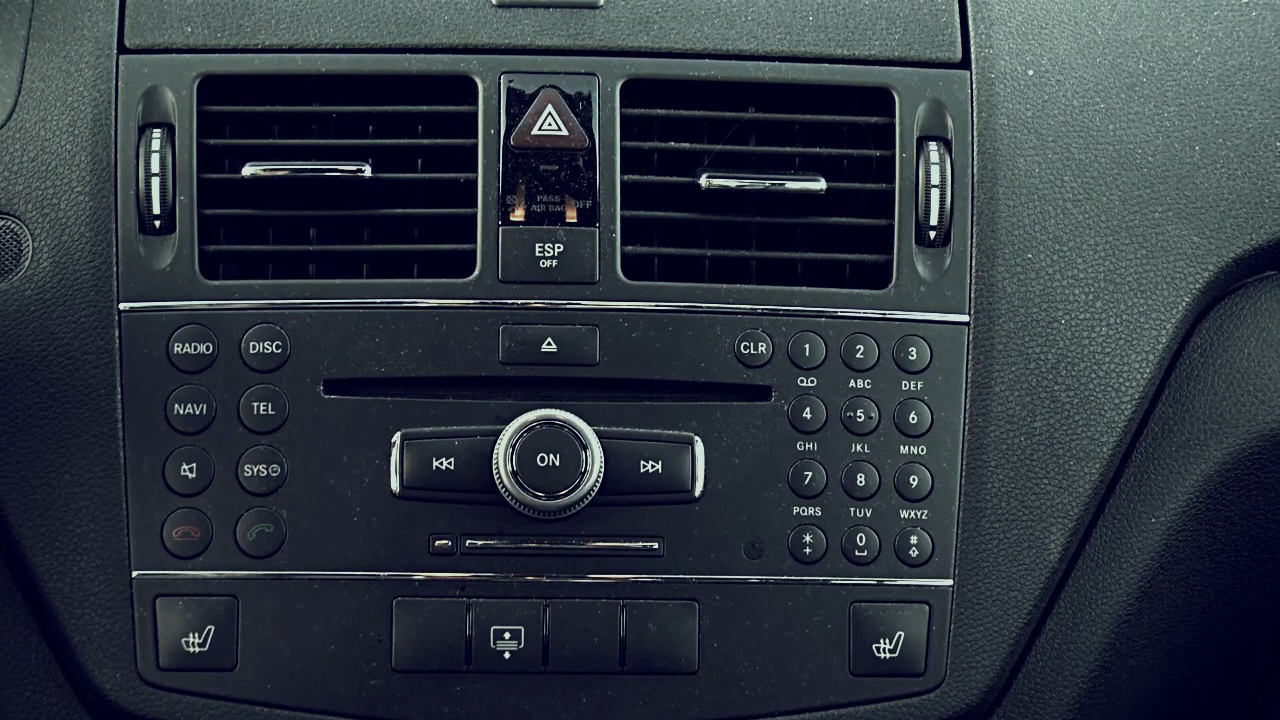 PASS
AIR BAG OFF
ESP
OFF
RADIO DISC
CLR 1 2 3
ABC DEF
NAVI TEL
4 5 6
GHI JKL MNO
ON
SYS
7 8 9
PQRS TUV WXYZ
* 0 #
+